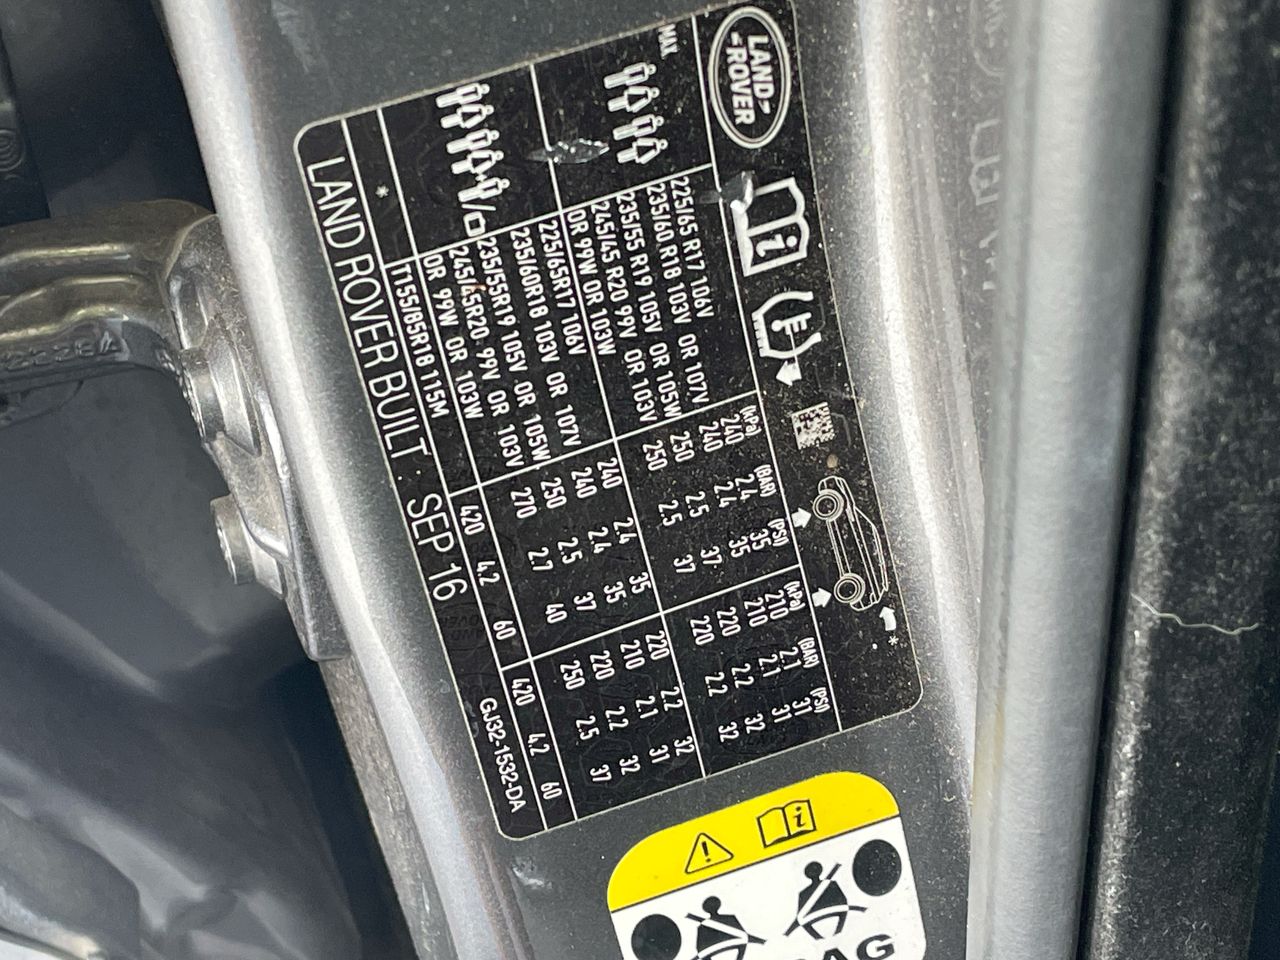 LAND
-ROVER-
*
MAX
(kPa) (BAR) (PSI) (kPa) (BAR) (PSI)
225/65 R17 106V 240 2.4 35 210 2.1 31
235/60 R18 103V OR 107V 240 2.4 35 210 2.1 31
235/55 R19 105V OR 105W 250 2.5 37 220 2.2 32
245/45 R20 99V OR 103V 250 2.5 37 220 2.2 32
OR 99W OR 103W
225/65R17 106V 240 2.4 35 220 2.2 32
235/60R18 103V OR 107V 240 2.4 35 210 2.1 31
235/55R19 105V OR 105W 250 2.5 37 220 2.2 32
245/45R20 99V OR 103V 270 2.7 40 250 2.5 37
OR 99W OR 103W
* T155/85R18 115M 420 4.2 60 420 4.2 60
LAND ROVER BUILT : SEP 16 GJ32-1532-DA
AG